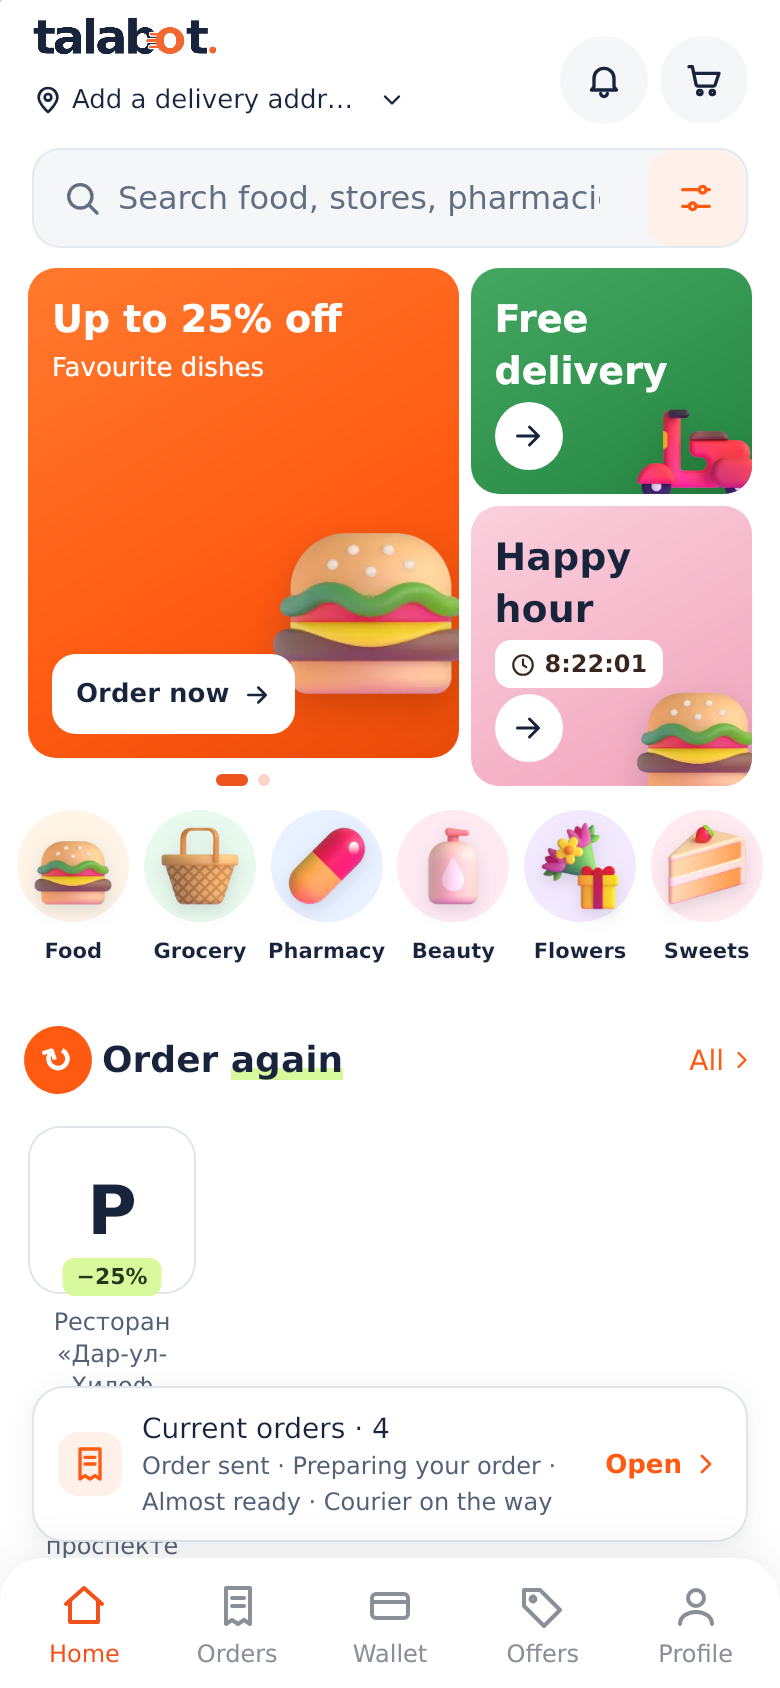 talabot.
Add a delivery addr...
Search food, stores, pharmaci
Up to 25% off
Favourite dishes
Order now
Free
delivery
Happy
hour
8:22:01
Food
Grocery
Pharmacy
Beauty
Flowers
Sweets
Order again
All
P
−25%
Ресторан
«Дар-ул-
Current orders · 4
Order sent · Preparing your order ·
Almost ready · Courier on the way
Open
проспекте
Home
Orders
Wallet
Offers
Profile